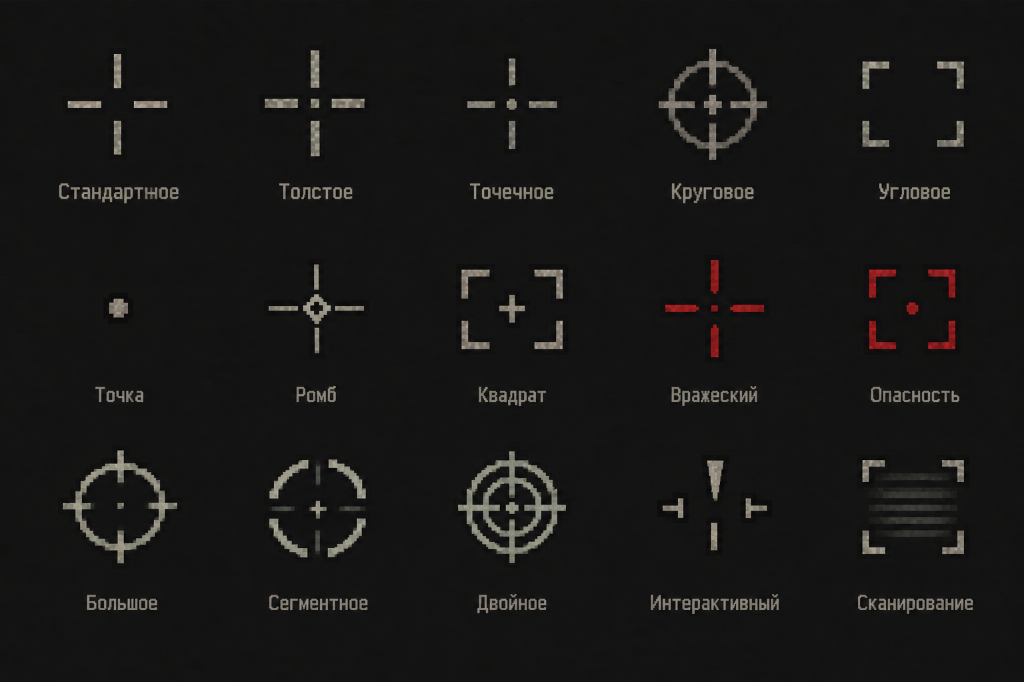 Стандартное
Толстое
Точечное
Круговое
Угловое
Точка
Ромб
Квадрат
Вражеский
Опасность
Большое
Сегментное
Двойное
Интерактивный
Сканирование